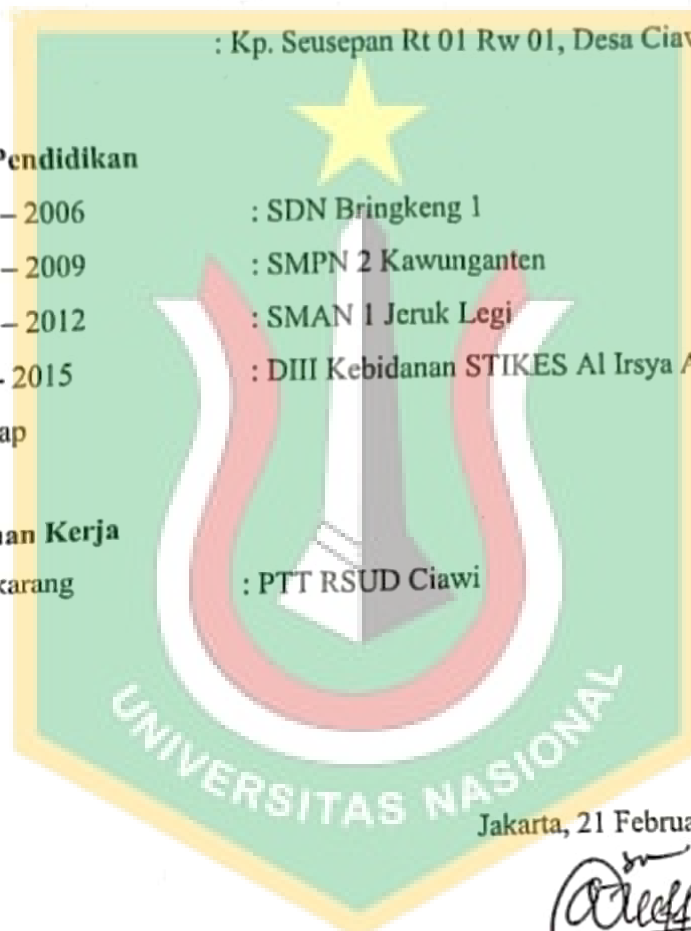 : Kp. Seusepan Rt 01 Rw 01, Desa Ciaw
Pendidikan
– 2006 : SDN Bringkeng 1
– 2009 : SMPN 2 Kawunganten
– 2012 : SMAN 1 Jeruk Legi
- 2015 : DIII Kebidanan STIKES Al Irsya A
ap
nan Kerja
karang : PTT RSUD Ciawi
UNIVERSITAS NASIONAL
Jakarta, 21 Februa